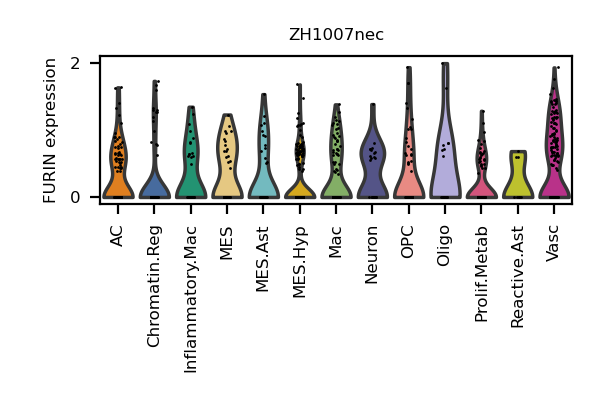 ZH1007nec
FURIN expression
2
0
AC
Chromatin.Reg
Inflammatory.Mac
MES
MES.Ast
MES.Hyp
Mac
Neuron
OPC
Oligo
Prolif.Metab
Reactive.Ast
Vasc